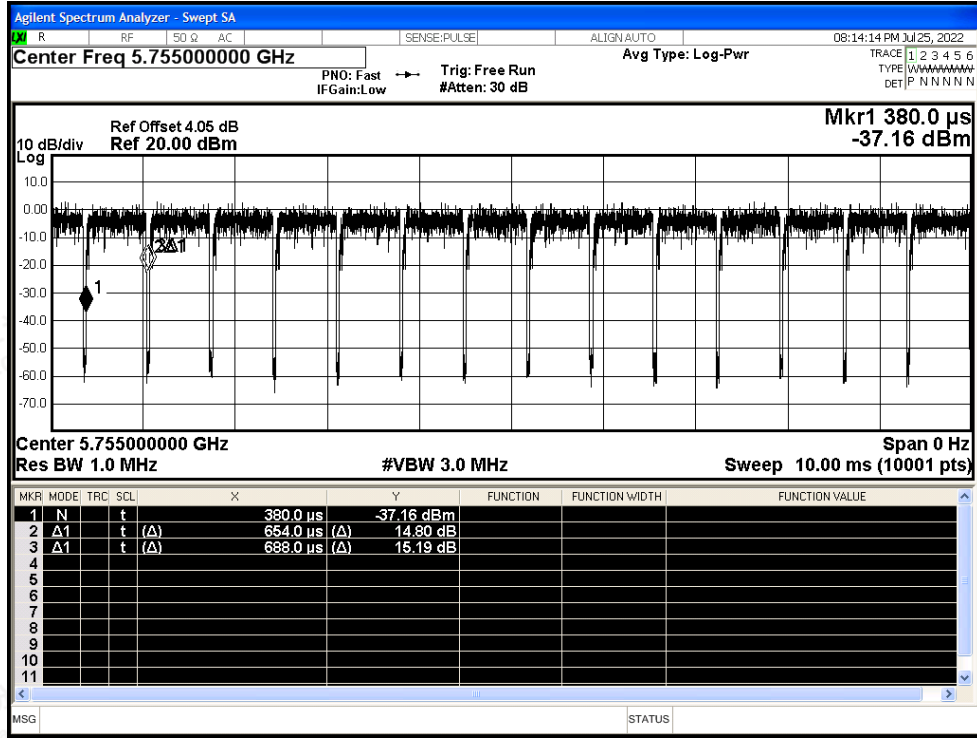 Agilent Spectrum Analyzer - Swept SA
LXI R RF 50 Ω AC SENSE:PULSE ALIGN AUTO 08:14:14 PM Jul 25, 2022
Center Freq 5.755000000 GHz Avg Type: Log-Pwr TRACE 1 2 3 4 5 6
PNO: Fast Trig: Free Run TYPE WWWWWW
IFGain:Low #Atten: 30 dB DET P N N N N N
Mkr1 380.0 µs
Ref Offset 4.05 dB
10 dB/div Ref 20.00 dBm -37.16 dBm
Log
10.0
0.00
-10.0
2Δ1
-20.0
1
-30.0
-40.0
-50.0
-60.0
-70.0
Center 5.755000000 GHz Span 0 Hz
Res BW 1.0 MHz #VBW 3.0 MHz Sweep 10.00 ms (10001 pts)
MKR MODE TRC SCL X Y FUNCTION FUNCTION WIDTH FUNCTION VALUE
1 N t 380.0 µs -37.16 dBm
2 Δ1 t (Δ) 654.0 µs (Δ) 14.80 dB
3 Δ1 t (Δ) 688.0 µs (Δ) 15.19 dB
4
5
6
7
8
9
10
11
MSG STATUS